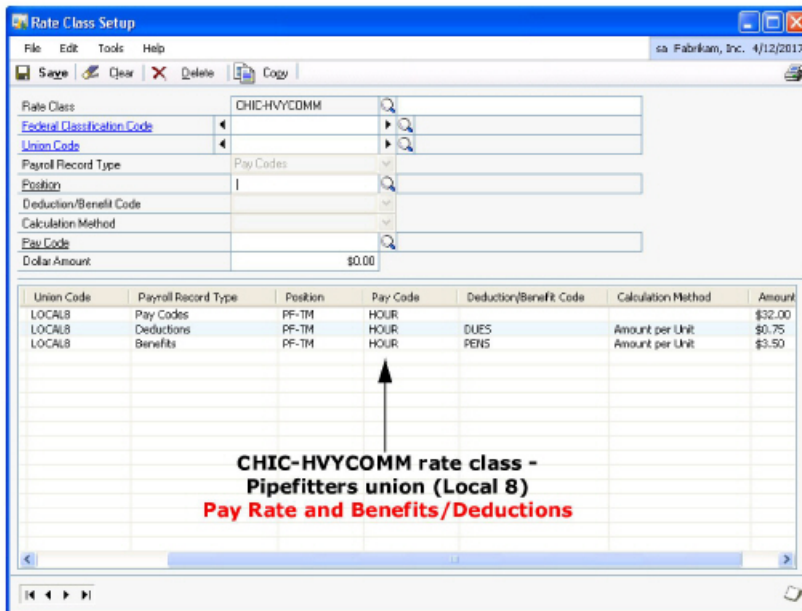 Rate Class Setup
File Edit Tools Help sa Fabrikam, Inc. 4/12/2017
Save Clear Delete Copy
Rate Class CHIC-HVYCOMM
Federal Classification Code
Union Code
Payroll Record Type Pay Codes
Position
Deduction/Benefit Code
Calculation Method
Pay Code
Dollar Amount $0.00
Union Code Payroll Record Type Position Pay Code Deduction/Benefit Code Calculation Method Amount
LOCAL8 Pay Codes PF-TM HOUR $32.00
LOCAL8 Deductions PF-TM HOUR DUES Amount per Unit $0.75
LOCAL8 Benefits PF-TM HOUR PENS Amount per Unit $3.50
CHIC-HVYCOMM rate class -
Pipefitters union (Local 8)
Pay Rate and Benefits/Deductions